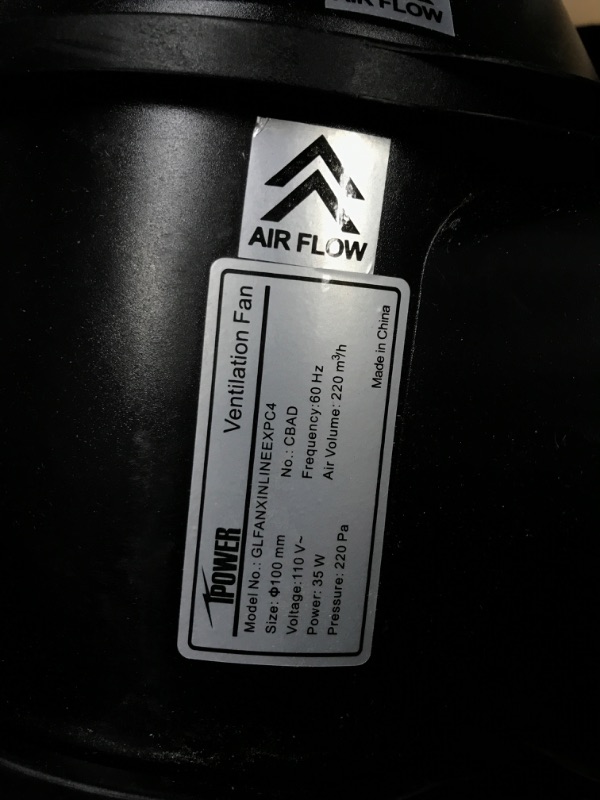 AIR FLOW
AIR FLOW
iPOWER Ventilation Fan
Model No.: GLFANXINLINEEXPC4
Size: Φ100 mm No.: CBAD
Voltage:110 V~ Frequency:60 Hz
Power: 35 W Air Volume: 220 m³/h
Pressure: 220 Pa
Made in China